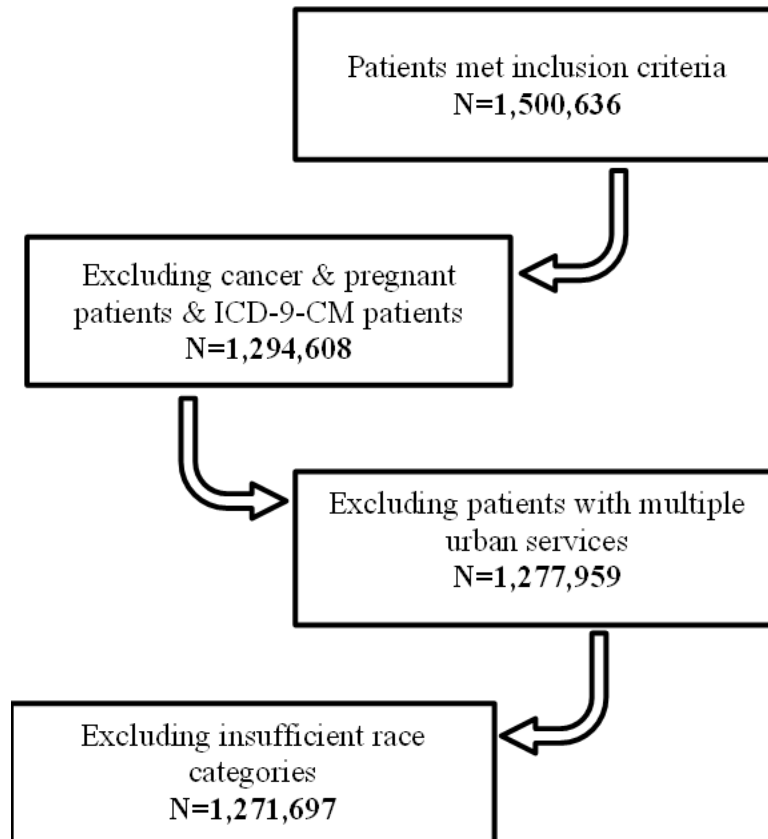 Patients met inclusion criteria
N=1,500,636
Excluding cancer & pregnant
patients & ICD-9-CM patients
N=1,294,608
Excluding patients with multiple
urban services
N=1,277,959
Excluding insufficient race
categories
N=1,271,697